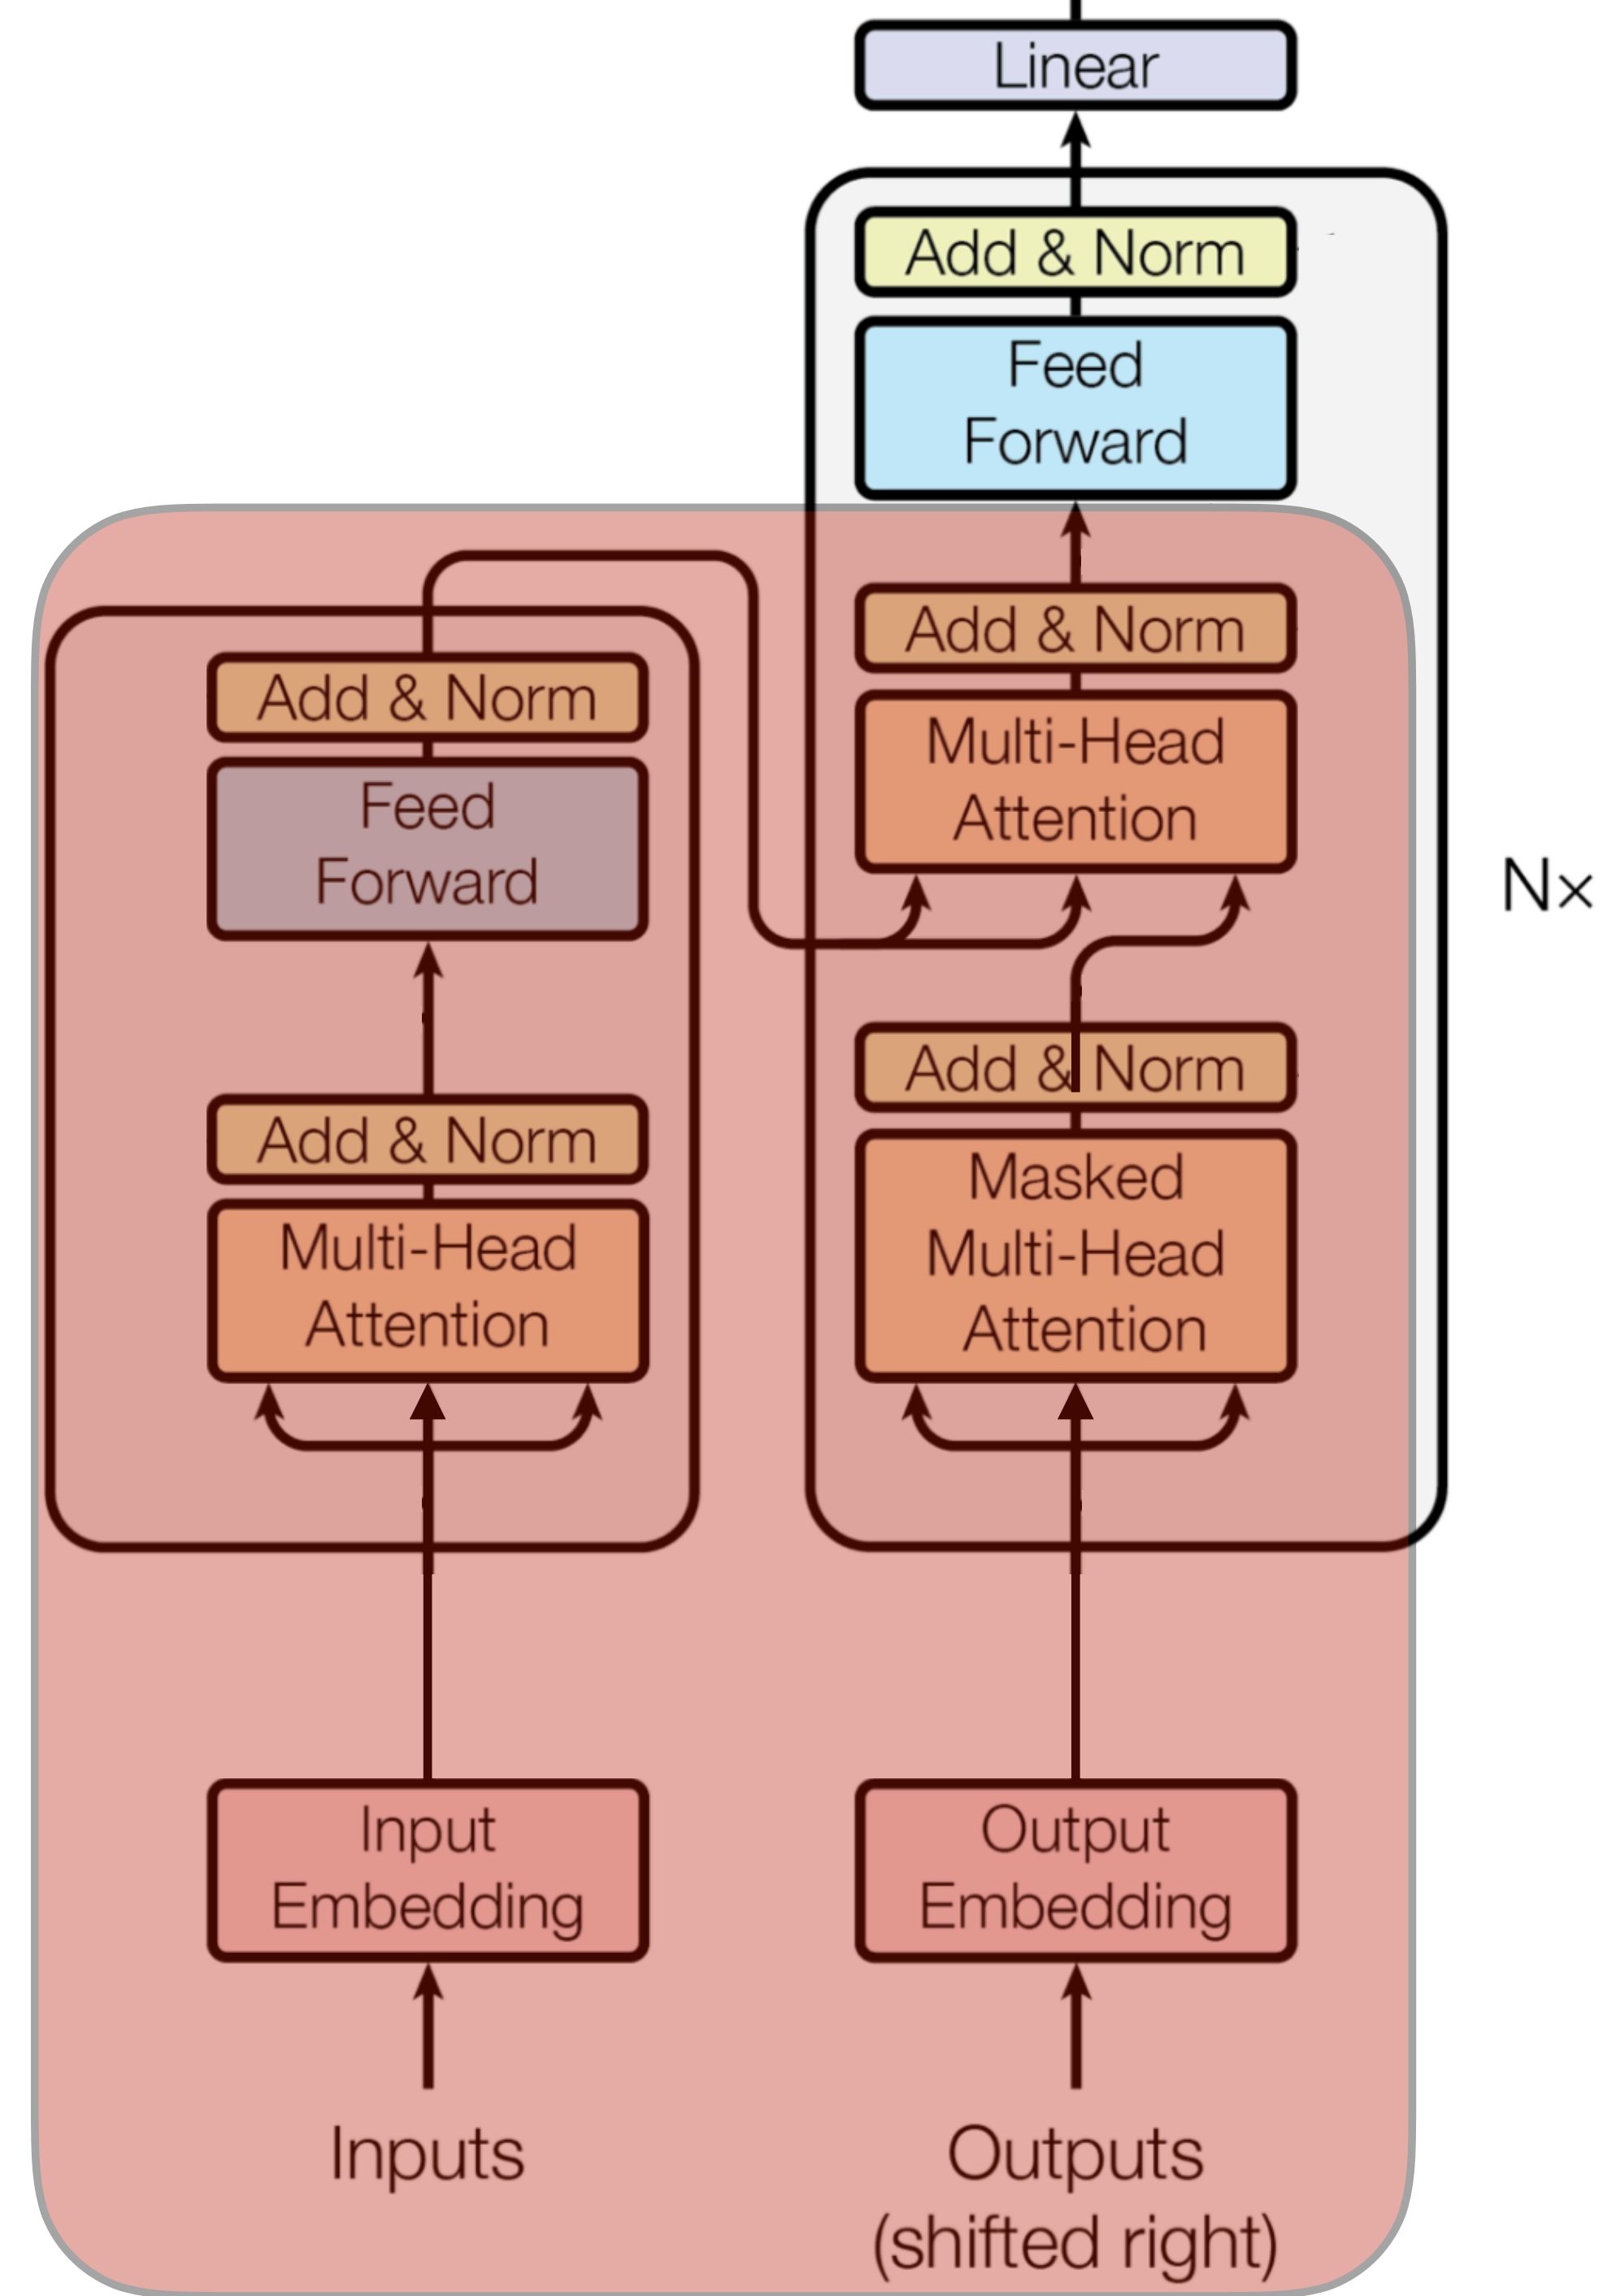 Linear
Add & Norm
Feed
Forward
Add & Norm
Multi-Head
Attention
Add & Norm
Feed
Forward
Nx
Add & Norm
Masked
Multi-Head
Attention
Add & Norm
Multi-Head
Attention
Input
Embedding
Output
Embedding
Inputs
Outputs
(shifted right)